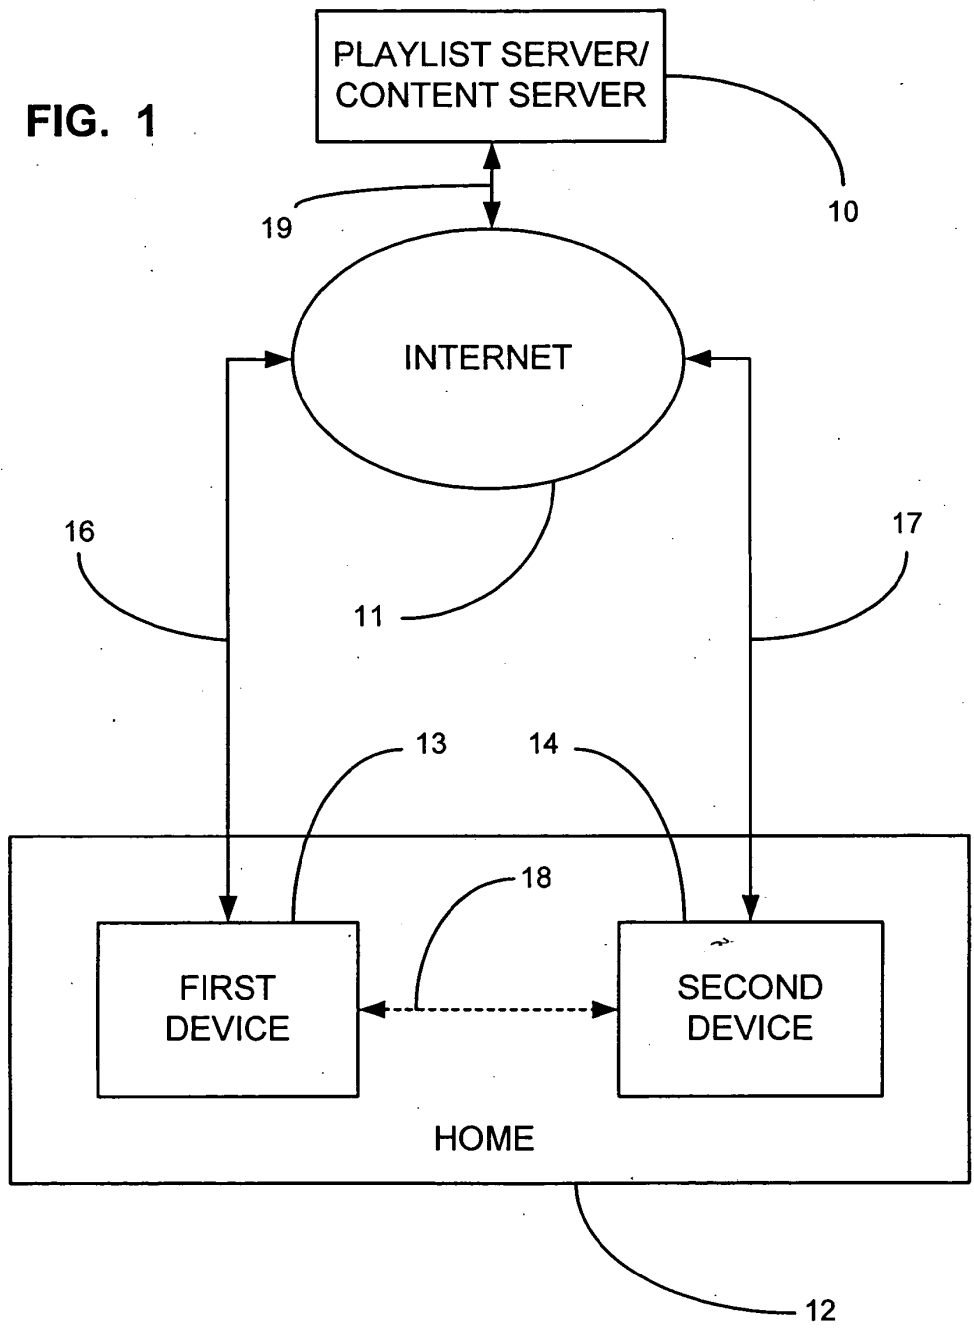 PLAYLIST SERVER/
CONTENT SERVER
FIG. 1
10
19
INTERNET
16
17
11
13
14
18
FIRST
DEVICE
SECOND
DEVICE
HOME
12